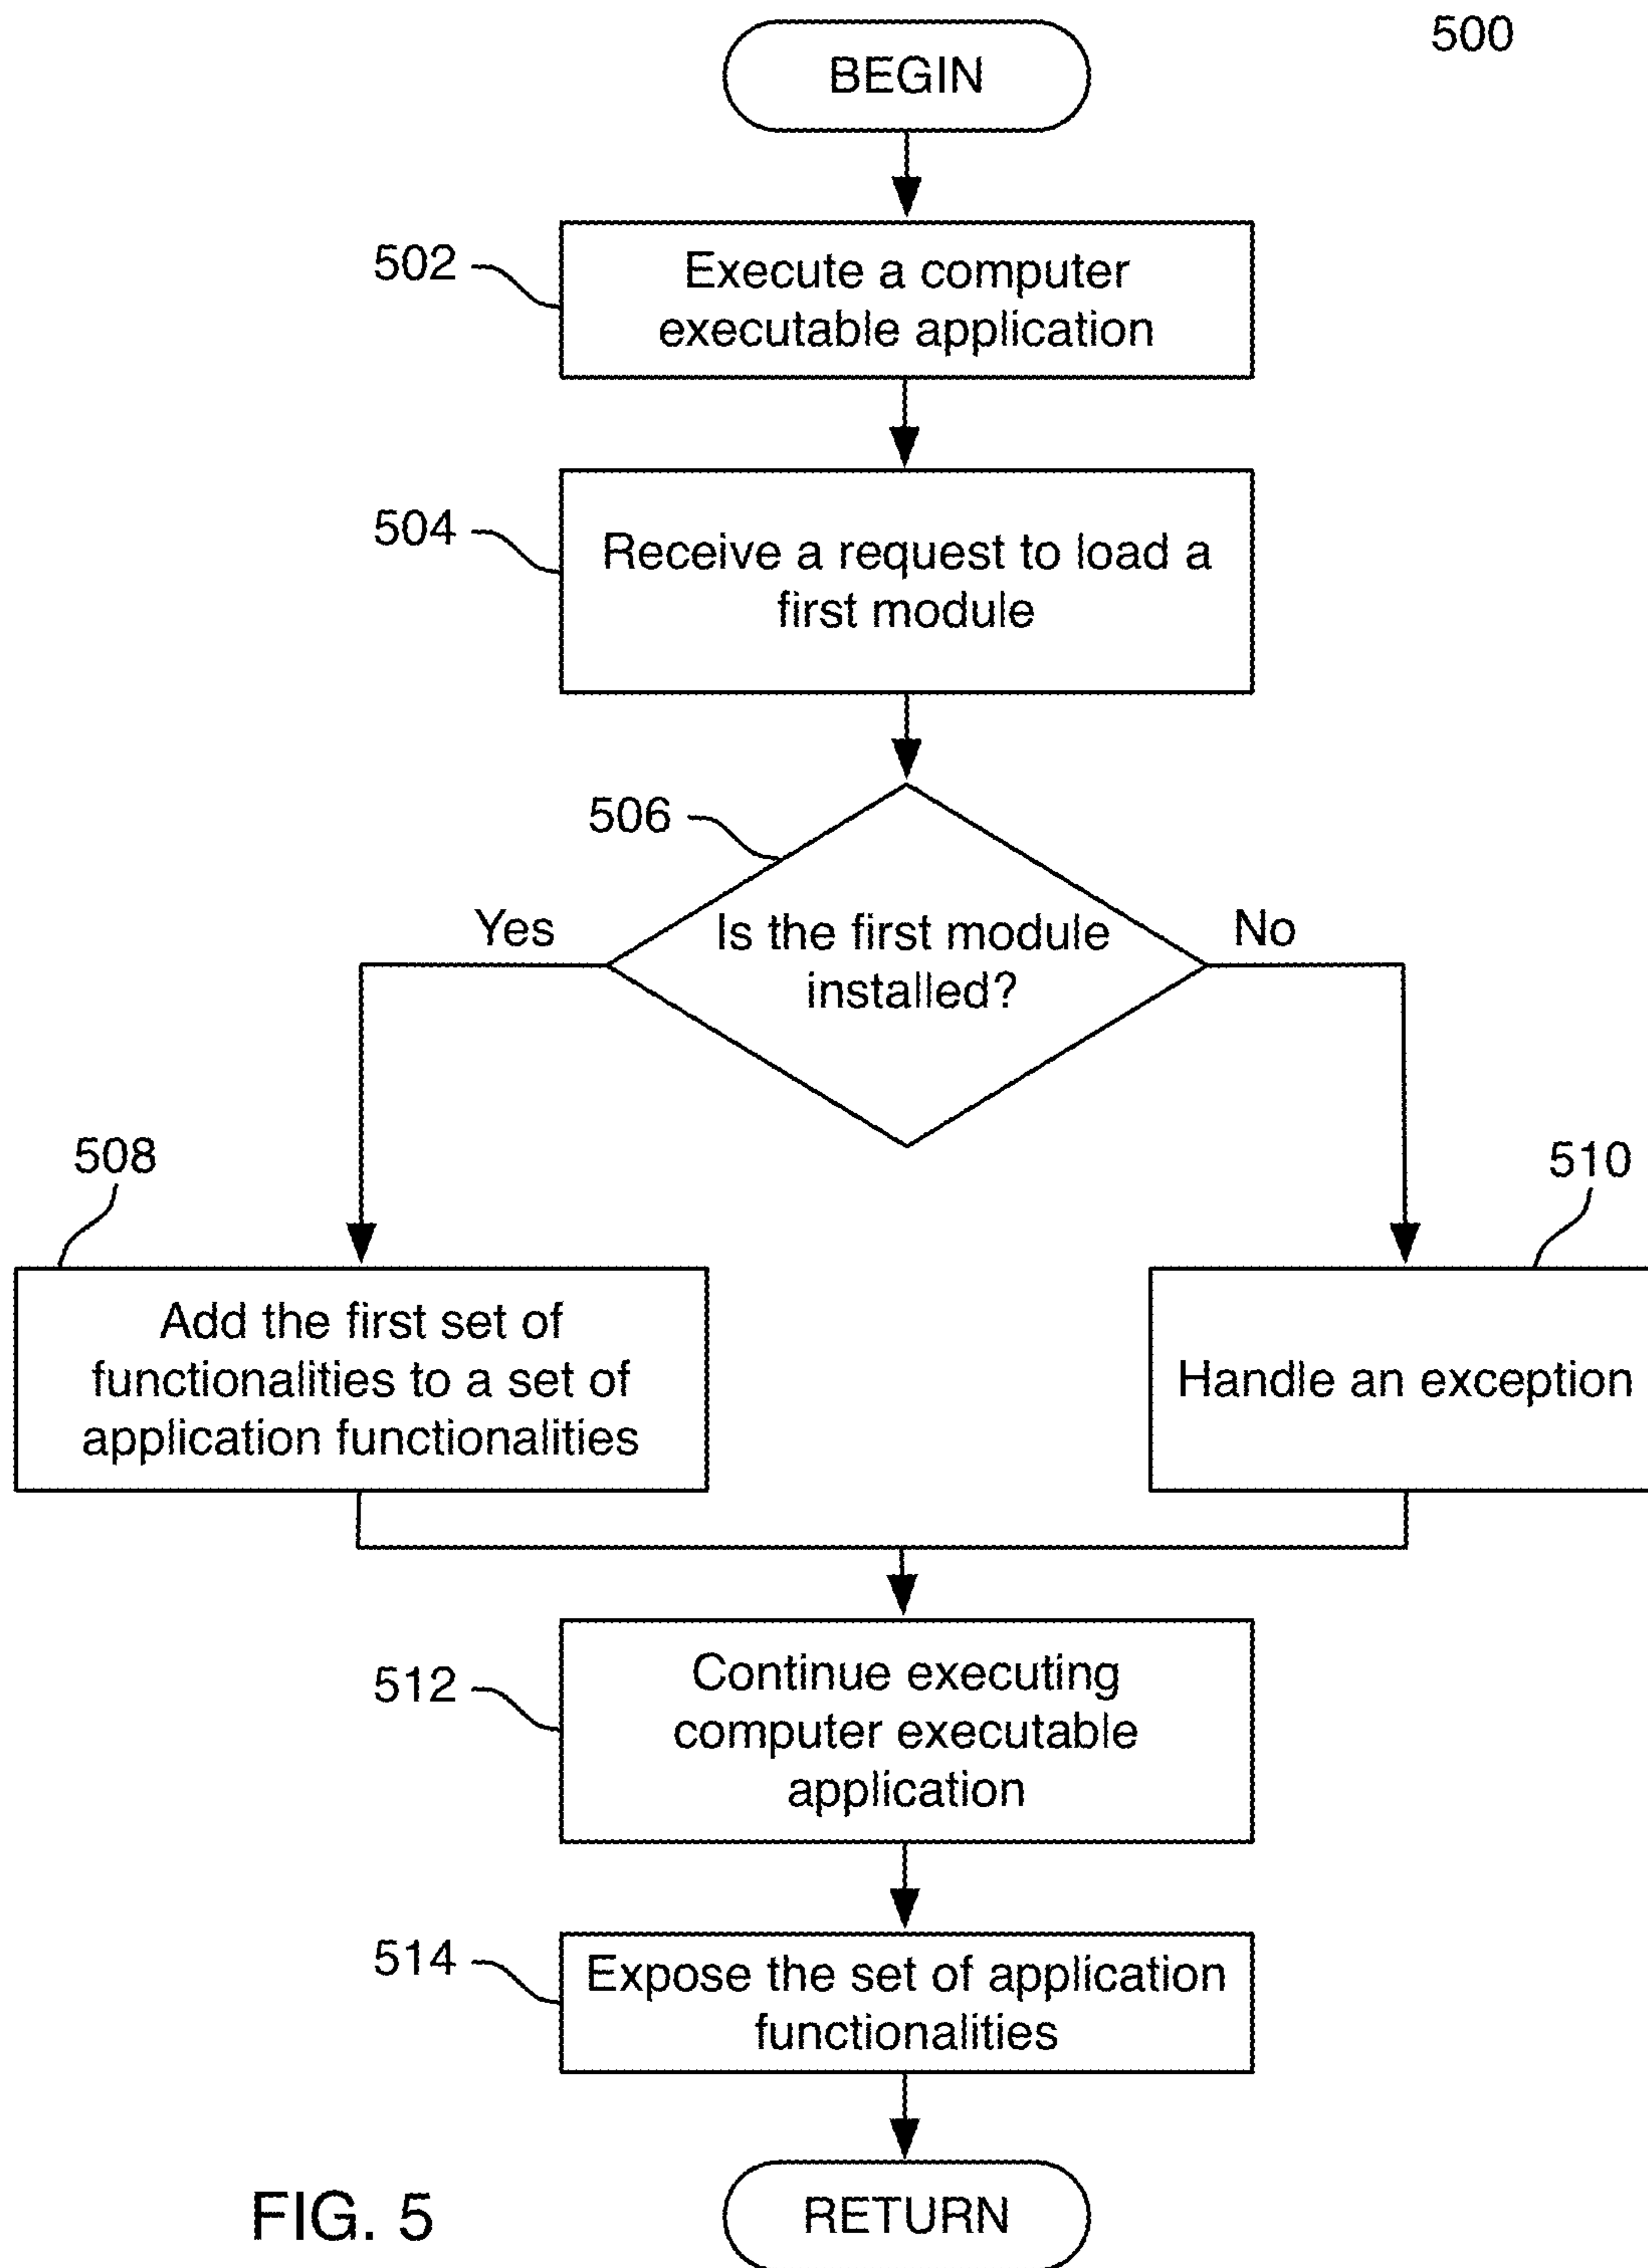 500
BEGIN
502
Execute a computer
executable application
504
Receive a request to load a
first module
506
Yes
Is the first module
installed?
No
508
510
Add the first set of
functionalities to a set of
application functionalities
Handle an exception
512
Continue executing
computer executable
application
514
Expose the set of application
functionalities
RETURN
FIG. 5